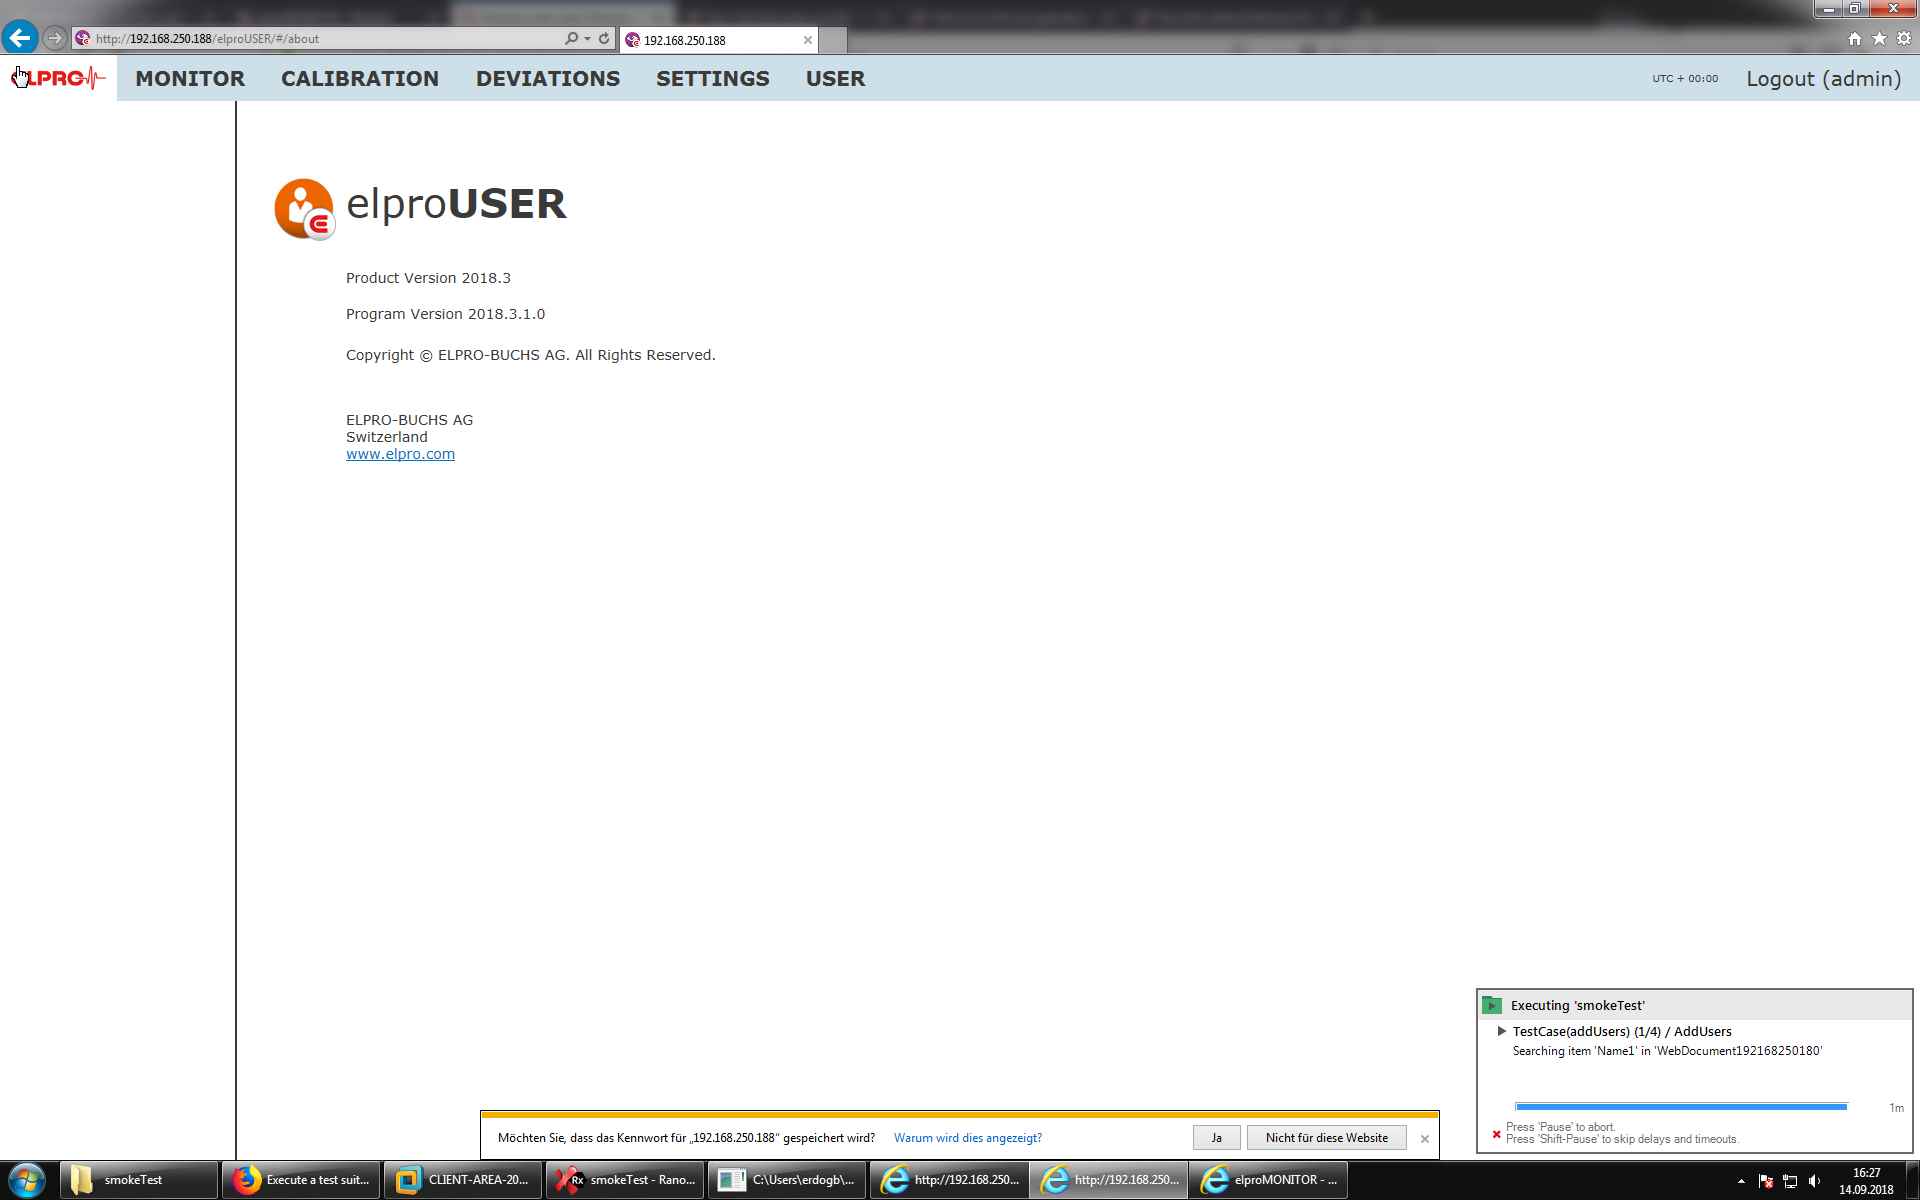 http://192.168.250.188/elproUSER/#/about
192.168.250.188
ELPRO
MONITOR
CALIBRATION
DEVIATIONS
SETTINGS
USER
UTC + 00:00
Logout (admin)
elproUSER
Product Version 2018.3
Program Version 2018.3.1.0
Copyright © ELPRO-BUCHS AG. All Rights Reserved.
ELPRO-BUCHS AG
Switzerland
www.elpro.com
Executing 'smokeTest'
TestCase(addUsers) (1/4) / AddUsers
Searching item 'Name1' in 'WebDocument192168250180'
1m
Press 'Pause' to abort.
Press 'Shift-Pause' to skip delays and timeouts.
Möchten Sie, dass das Kennwort für „192.168.250.188“ gespeichert wird?
Warum wird dies angezeigt?
Ja
Nicht für diese Website
smokeTest
Execute a test suit...
CLIENT-AREA-20...
Rx
smokeTest - Rano...
C:\Users\erdogb\...
http://192.168.250...
http://192.168.250...
elproMONITOR - ...
16:27
14.09.2018